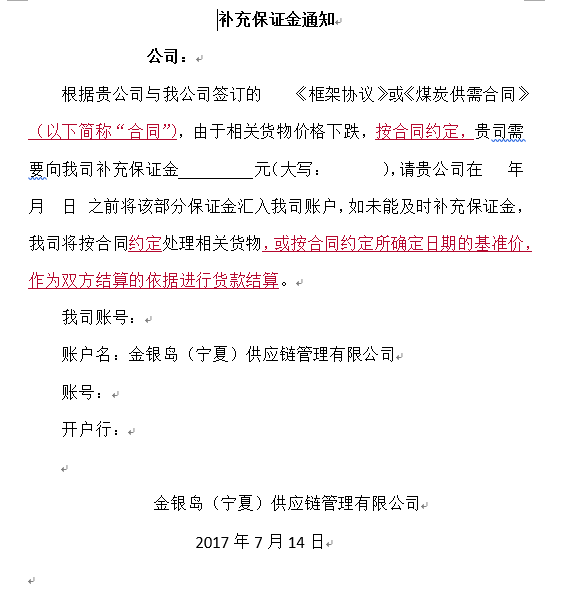 补充保证金通知
公司：
根据贵公司与我公司签订的 《框架协议》或《煤炭供需合同》
（以下简称“合同”），由于相关货物价格下跌，按合同约定，贵司需
要向我司补充保证金________元(大写： ),请贵公司在 年
月 日 之前将该部分保证金汇入我司账户，如未能及时补充保证金，
我司将按合同约定处理相关货物，或按合同约定所确定日期的基准价，
作为双方结算的依据进行货款结算。
我司账号：
账户名：金银岛（宁夏）供应链管理有限公司
账号：
开户行：
金银岛（宁夏）供应链管理有限公司
2017年7月14日